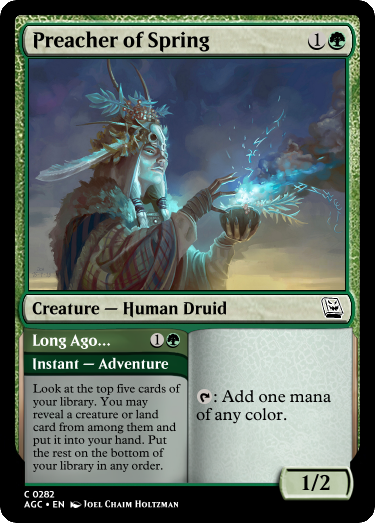 Preacher of Spring 1
Creature — Human Druid
Long Ago... 1
Instant — Adventure
Look at the top five cards of
your library. You may
reveal a creature or land
card from among them and
put it into your hand. Put
the rest on the bottom of
your library in any order.
: Add one mana
of any color.
1/2
C 0282
AGC • EN Joel Chaim Holtzman